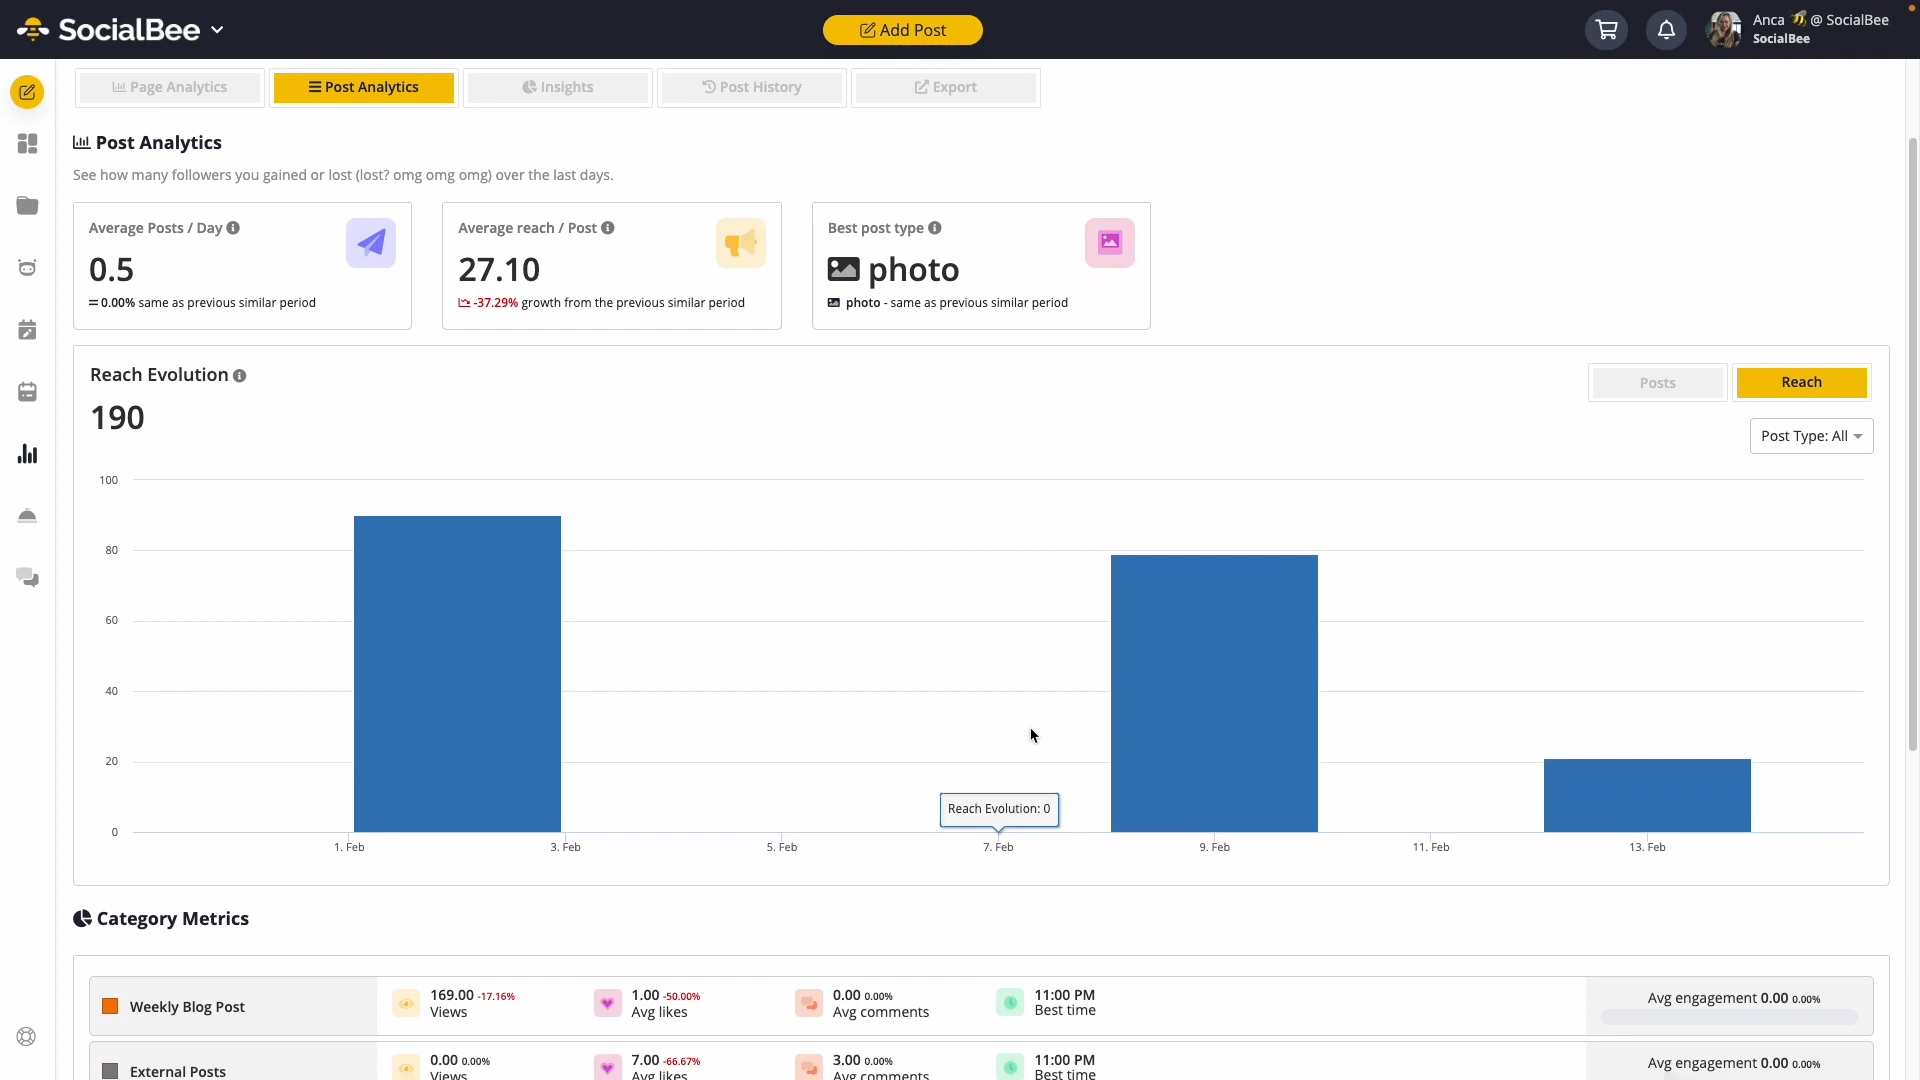 SocialBee
Add Post
Anca 🐝 @ SocialBee
SocialBee
Page Analytics
Post Analytics
Insights
Post History
Export
Post Analytics
See how many followers you gained or lost (lost? omg omg omg) over the last days.
Average Posts / Day
0.5
= 0.00% same as previous similar period
Average reach / Post
27.10
-37.29% growth from the previous similar period
Best post type
photo
photo - same as previous similar period
Reach Evolution
190
Posts
Reach
Post Type: All
100
80
60
40
20
0
Reach Evolution: 0
1. Feb
3. Feb
5. Feb
7. Feb
9. Feb
11. Feb
13. Feb
Category Metrics
Weekly Blog Post
169.00 -17.16%
Views
1.00 -50.00%
Avg likes
0.00 0.00%
Avg comments
11:00 PM
Best time
Avg engagement 0.00 0.00%
External Posts
0.00 0.00%
Views
7.00 -66.67%
Avg likes
3.00 0.00%
Avg comments
11:00 PM
Best time
Avg engagement 0.00 0.00%